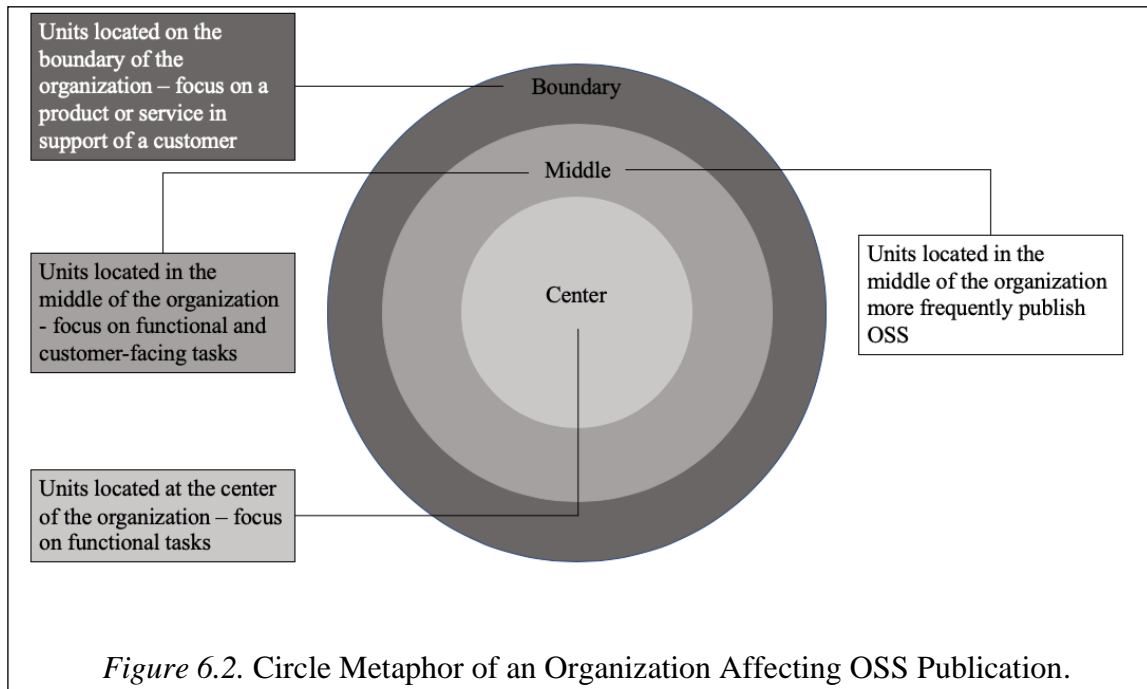 Units located on the
boundary of the
organization – focus on a
product or service in
support of a customer
Boundary
Middle
Units located in the
middle of the organization
- focus on functional and
customer-facing tasks
Units located in the
middle of the organization
more frequently publish
OSS
Center
Units located at the center
of the organization – focus
on functional tasks
Figure 6.2. Circle Metaphor of an Organization Affecting OSS Publication.